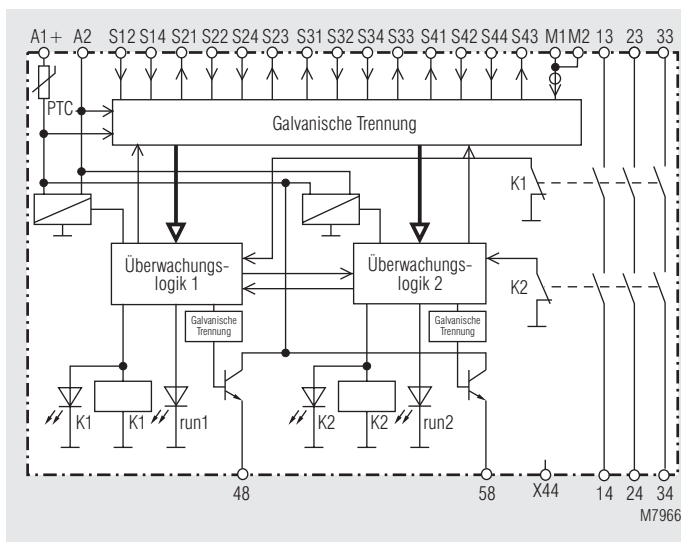 A1+ A2 S12 S14 S21 S22 S24 S23 S31 S32 S34 S33 S41 S42 S44 S43 M1 M2 13 23 33
PTC
Galvanische Trennung
K1
Überwachungs-
logik 1
Überwachungs-
logik 2
K2
Galvanische
Trennung
Galvanische
Trennung
K1 K1 run1 K2 K2 run2
48 58 X44 14 24 34
M7966